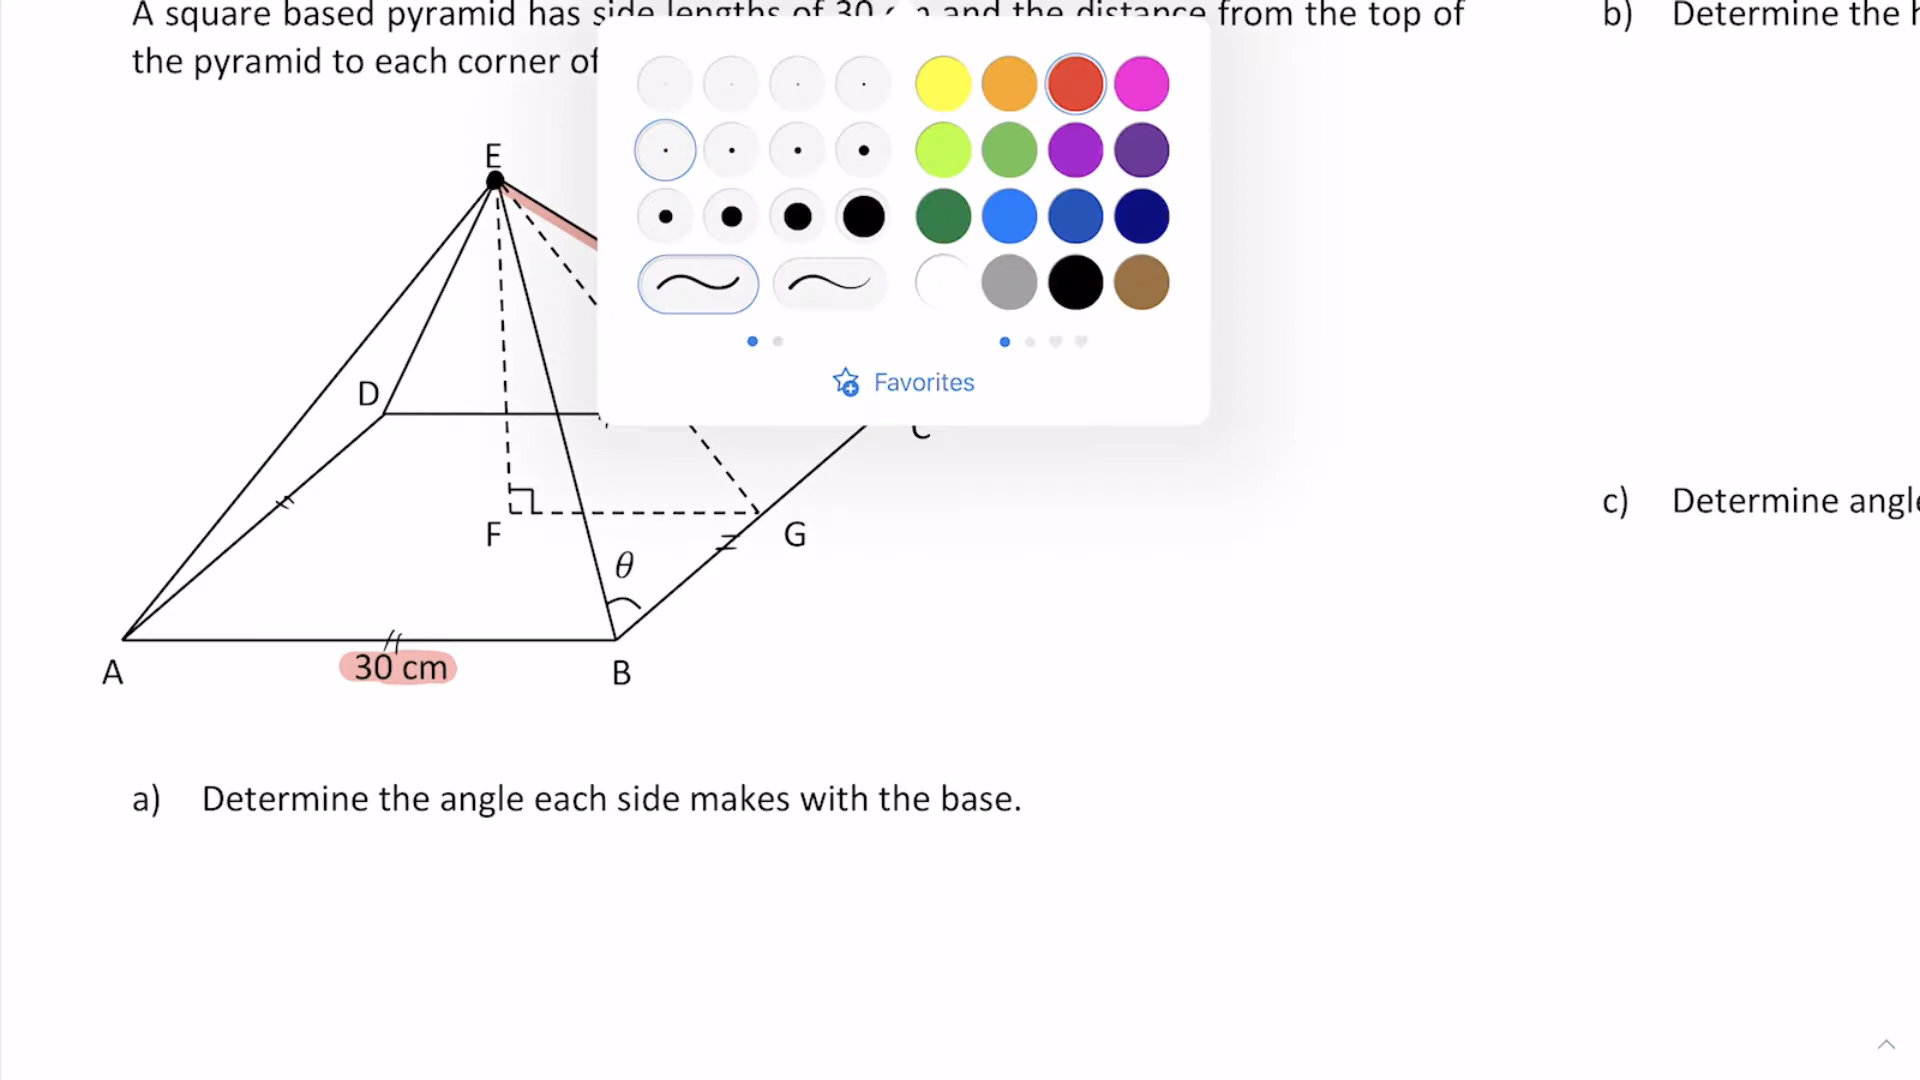 A square based pyramid has side lengths of 30 and the distance from the top of
the pyramid to each corner of
b) Determine the
E
D
C
c) Determine
F
G
θ
30 cm
A
B
a) Determine the angle each side makes with the base.
Favorites